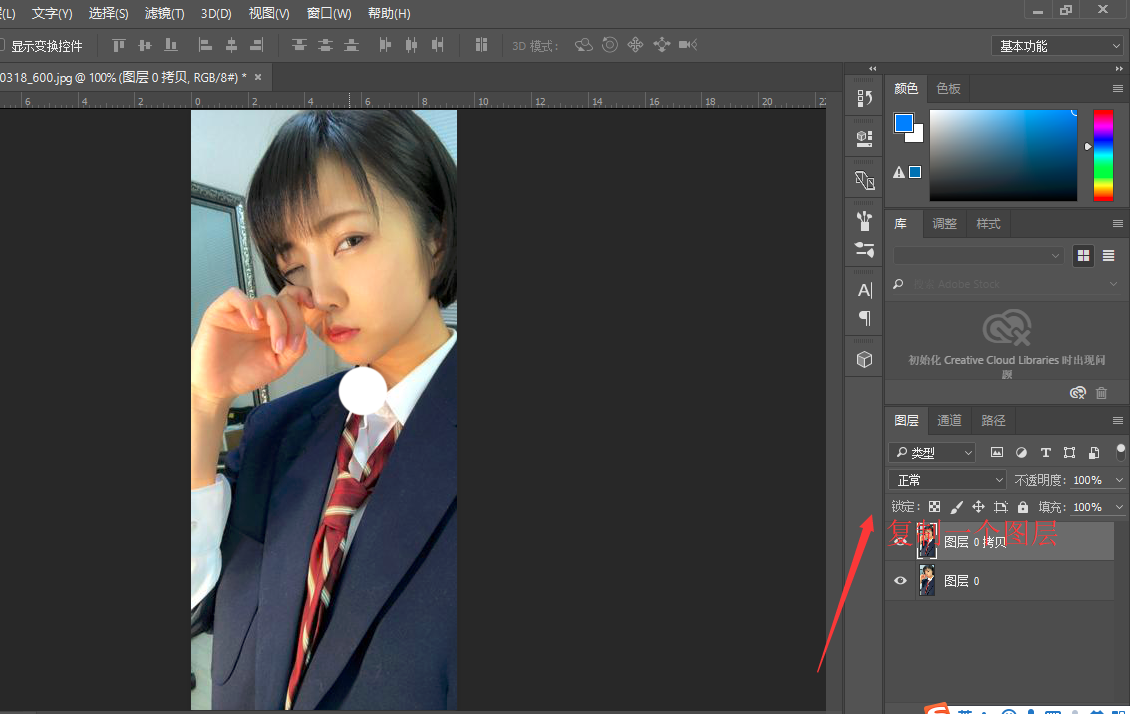 (L) 文字(Y) 选择(S) 滤镜(T) 3D(D) 视图(V) 窗口(W) 帮助(H)
显示变换控件
3D 模式:
基本功能
0318_600.jpg @ 100% (图层 0 拷贝, RGB/8#) * ×
6 4 2 0 2 4 6 8 10 12 14 16 18 20 22
颜色 色板
库 调整 样式
搜索 Adobe Stock
初始化 Creative Cloud Libraries 时出现问
题
图层 通道 路径
类型
正常 不透明度: 100%
锁定: 填充: 100%
复制一个图层
图层 0 拷贝
图层 0
英